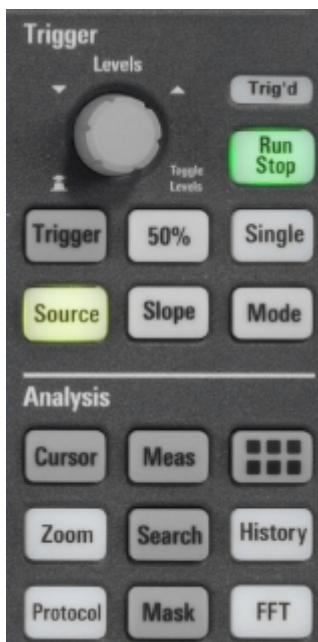 Trigger
Levels
Trig'd
Run
Stop
Toggle
Levels
Trigger
50%
Single
Source
Slope
Mode
Analysis
Cursor
Meas
Zoom
Search
History
Protocol
Mask
FFT